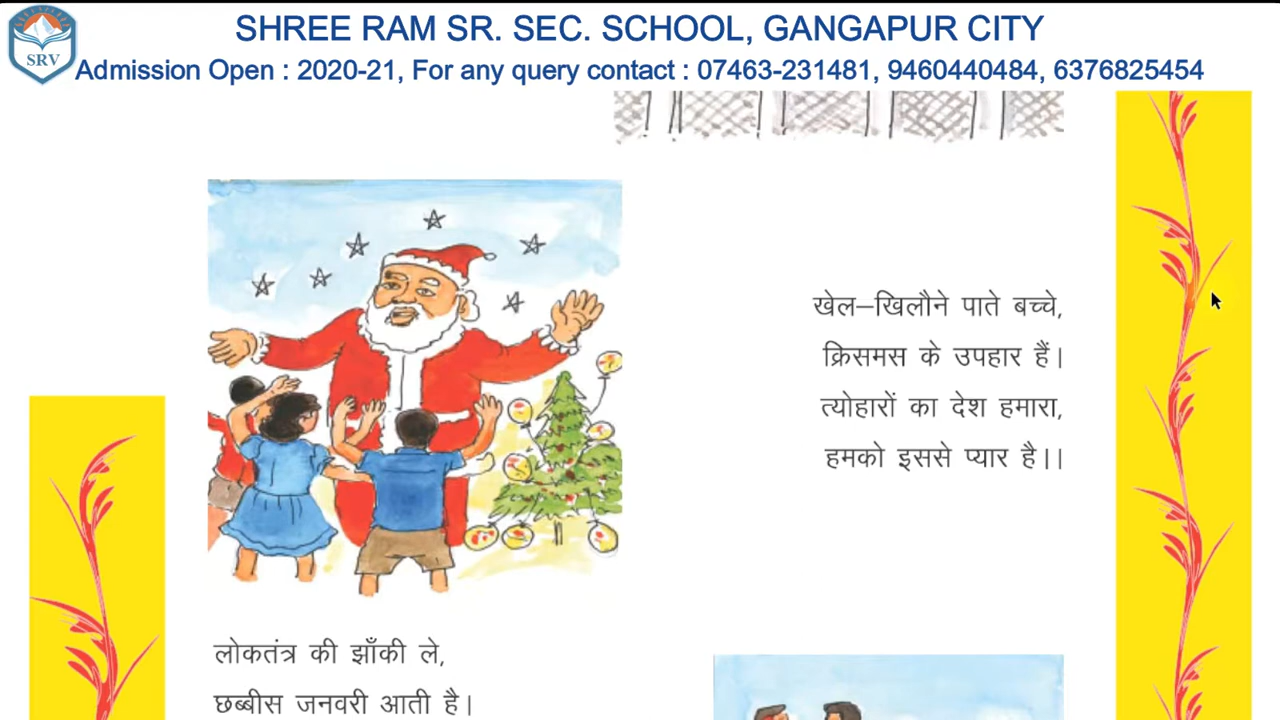 SHREE RAM SR. SEC. SCHOOL, GANGAPUR CITY
SRV
Admission Open : 2020-21, For any query contact : 07463-231481, 9460440484, 6376825454
खेल–खिलौने पाते बच्चे,
क्रिसमस के उपहार हैं।
त्योहारों का देश हमारा,
हमको इससे प्यार है।।
लोकतंत्र की झाँकी ले,
छब्बीस जनवरी आती है।